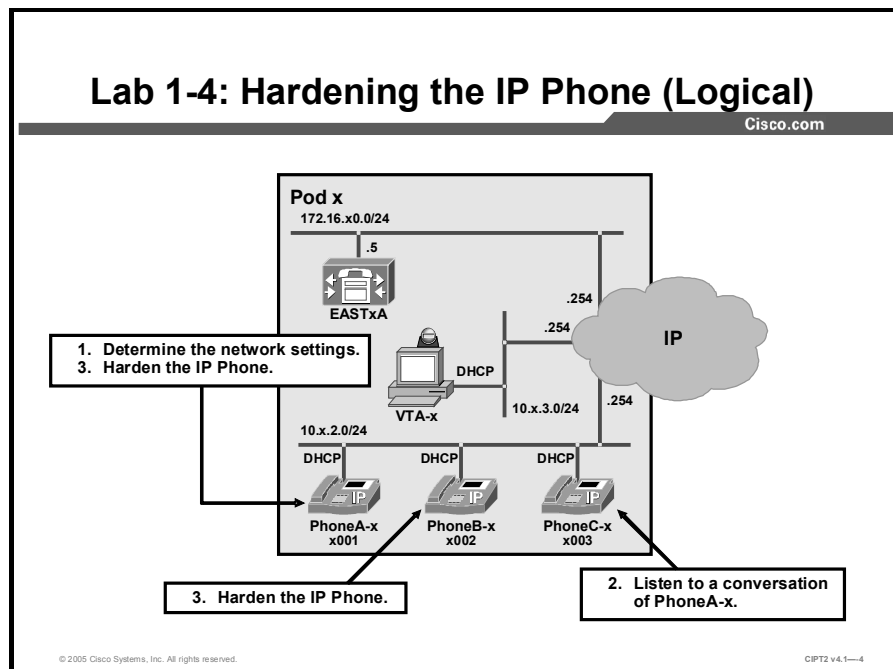 Lab 1-4: Hardening the IP Phone (Logical)
Cisco.com
Pod x
172.16.x0.0/24
.5
EASTxA
.254
.254
IP
1. Determine the network settings.
3. Harden the IP Phone.
DHCP
VTA-x
10.x.3.0/24
.254
10.x.2.0/24
DHCP
DHCP
DHCP
IP
IP
IP
PhoneA-x
x001
PhoneB-x
x002
PhoneC-x
x003
3. Harden the IP Phone.
2. Listen to a conversation
of PhoneA-x.
© 2005 Cisco Systems, Inc. All rights reserved.
CIPT2 v4.1—-4